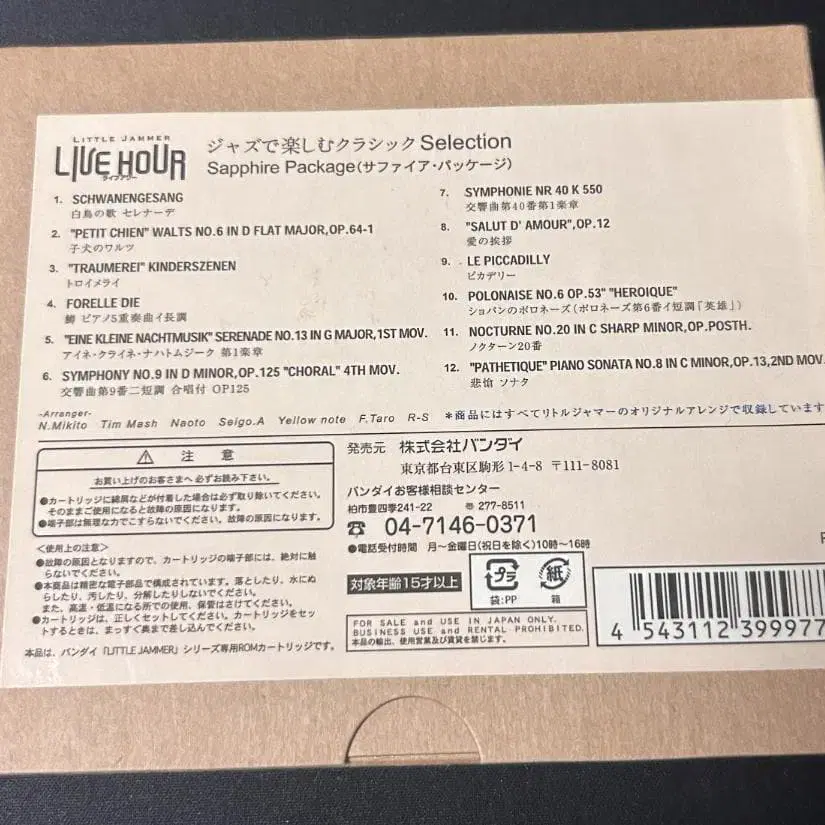 LITTLE JAMMER
LIVE HOUR
ライブアワー
ジャズで楽しむクラシック Selection
Sapphire Package(サファイア・パッケージ)
1. SCHWANENGESANG
白鳥の歌 セレナーデ
2. "PETIT CHIEN" WALTS NO.6 IN D FLAT MAJOR,OP.64-1
子犬のワルツ
3. "TRAUMEREI" KINDERSZENEN
トロイメライ
4. FORELLE DIE
鱒 ピアノ5重奏曲イ長調
5. "EINE KLEINE NACHTMUSIK" SERENADE NO.13 IN G MAJOR,1ST MOV.
アイネ・クライネ・ナハトムジーク 第1楽章
6. SYMPHONY NO.9 IN D MINOR,OP.125 "CHORAL" 4TH MOV.
交響曲第9番二短調 合唱付 OP125
7. SYMPHONIE NR 40 K 550
交響曲第40番第1楽章
8. "SALUT D' AMOUR",OP.12
愛の挨拶
9. LE PICCADILLY
ピカデリー
10. POLONAISE NO.6 OP.53" "HEROIQUE"
ショパンのポロネーズ(ポロネーズ第6番イ短調「英雄」)
11. NOCTURNE NO.20 IN C SHARP MINOR,OP.POSTH.
ノクターン20番
12. "PATHETIQUE" PIANO SONATA NO.8 IN C MINOR,OP.13,2ND MOV.
悲愴 ソナタ
-Arranger-
N.Mikito Tim Mash Naoto Seigo.A Yellow note F.Taro R-S
*商品にはすべてリトルジャマーのオリジナルアレンジで収録しています
⚠ 注 意
お買い上げのお客さまへ 必ずお読み下さい。
●カートリッジに綿屑などが付着した場合は必ず取り除いてください。
そのままご使用になると故障の原因になります。
●端子部は無理な力でこすらないでください。故障の原因になります。
<使用上の注意>
●故障の原因となりますので、カートリッジの端子部には、絶対に触
らないでください。
●本商品は精密な電子部品で構成されています。落としたり、水にぬ
らしたり、汚したり、分解したりしないでください。
また、高温・低温になる所での使用、保管はさけてください。
●カートリッジは、正しくセットしてください。カートリッジをセッ
トするときは、まっすぐ奥まで差し込んでください。
本品は、バンダイ「LITTLE JAMMER」シリーズ専用ROMカートリッジです。
発売元 株式会社バンダイ
東京都台東区駒形1-4-8 〒111-8081
バンダイお客様相談センター
柏市豊四季241-22 〒277-8511
☎ 04-7146-0371
●電話受付時間 月～金曜日(祝日を除く)10時～16時
対象年齢15才以上
プラ
袋:PP
紙
箱
FOR SALE and USE IN JAPAN ONLY.
BUSINESS USE and RENTAL PROHIBITED.
本品の輸出、使用営業及び賃貸を禁じます。
4 543112 399977